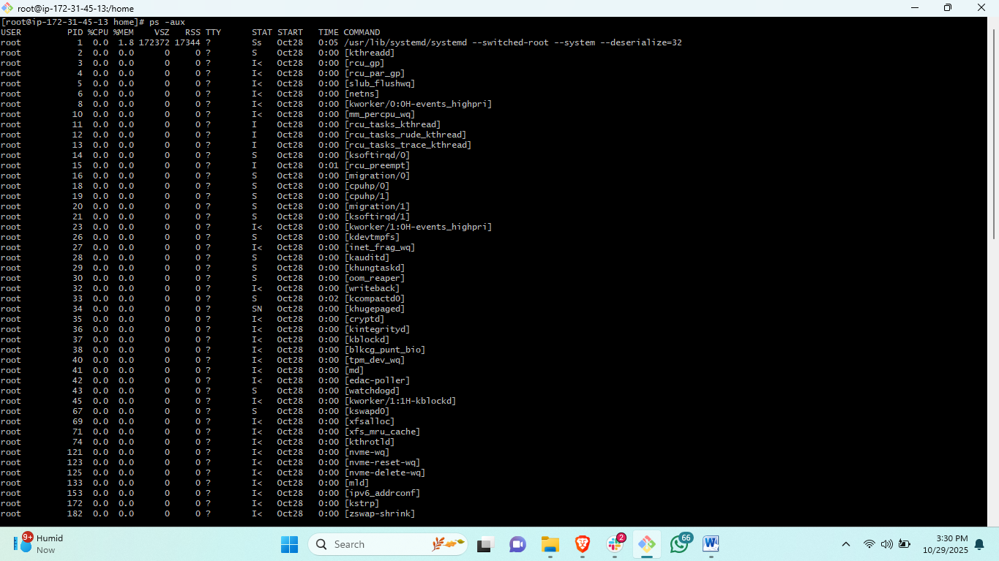 root@ip-172-31-45-13:/home
[root@ip-172-31-45-13 home]# ps -aux
USER PID %CPU %MEM VSZ RSS TTY STAT START TIME COMMAND
root 1 0.0 1.8 172372 17344 ? Ss Oct28 0:05 /usr/lib/systemd/systemd --switched-root --system --deserialize=32
root 2 0.0 0.0 0 0 ? S Oct28 0:00 [kthreadd]
root 3 0.0 0.0 0 0 ? I< Oct28 0:00 [rcu_gp]
root 4 0.0 0.0 0 0 ? I< Oct28 0:00 [rcu_par_gp]
root 5 0.0 0.0 0 0 ? I< Oct28 0:00 [slub_flushwq]
root 6 0.0 0.0 0 0 ? I< Oct28 0:00 [netns]
root 8 0.0 0.0 0 0 ? I< Oct28 0:00 [kworker/0:0H-events_highpri]
root 10 0.0 0.0 0 0 ? I< Oct28 0:00 [mm_percpu_wq]
root 11 0.0 0.0 0 0 ? I Oct28 0:00 [rcu_tasks_kthread]
root 12 0.0 0.0 0 0 ? I Oct28 0:00 [rcu_tasks_rude_kthread]
root 13 0.0 0.0 0 0 ? I Oct28 0:00 [rcu_tasks_trace_kthread]
root 14 0.0 0.0 0 0 ? S Oct28 0:00 [ksoftirqd/0]
root 15 0.0 0.0 0 0 ? I Oct28 0:01 [rcu_preempt]
root 16 0.0 0.0 0 0 ? S Oct28 0:00 [migration/0]
root 18 0.0 0.0 0 0 ? S Oct28 0:00 [cpuhp/0]
root 19 0.0 0.0 0 0 ? S Oct28 0:00 [cpuhp/1]
root 20 0.0 0.0 0 0 ? S Oct28 0:00 [migration/1]
root 21 0.0 0.0 0 0 ? S Oct28 0:00 [ksoftirqd/1]
root 23 0.0 0.0 0 0 ? I< Oct28 0:00 [kworker/1:0H-events_highpri]
root 26 0.0 0.0 0 0 ? S Oct28 0:00 [kdevtmpfs]
root 27 0.0 0.0 0 0 ? I< Oct28 0:00 [inet_frag_wq]
root 28 0.0 0.0 0 0 ? S Oct28 0:00 [kauditd]
root 29 0.0 0.0 0 0 ? S Oct28 0:00 [khungtaskd]
root 30 0.0 0.0 0 0 ? S Oct28 0:00 [oom_reaper]
root 32 0.0 0.0 0 0 ? I< Oct28 0:00 [writeback]
root 33 0.0 0.0 0 0 ? S Oct28 0:02 [kcompactd0]
root 34 0.0 0.0 0 0 ? SN Oct28 0:00 [khugepaged]
root 35 0.0 0.0 0 0 ? I< Oct28 0:00 [cryptd]
root 36 0.0 0.0 0 0 ? I< Oct28 0:00 [kintegrityd]
root 37 0.0 0.0 0 0 ? I< Oct28 0:00 [kblockd]
root 38 0.0 0.0 0 0 ? I< Oct28 0:00 [blkcg_punt_bio]
root 40 0.0 0.0 0 0 ? I< Oct28 0:00 [tpm_dev_wq]
root 41 0.0 0.0 0 0 ? I< Oct28 0:00 [md]
root 42 0.0 0.0 0 0 ? I< Oct28 0:00 [edac-poller]
root 43 0.0 0.0 0 0 ? S Oct28 0:00 [watchdogd]
root 45 0.0 0.0 0 0 ? I< Oct28 0:00 [kworker/1:1H-kblockd]
root 67 0.0 0.0 0 0 ? S Oct28 0:00 [kswapd0]
root 69 0.0 0.0 0 0 ? I< Oct28 0:00 [xfsalloc]
root 71 0.0 0.0 0 0 ? I< Oct28 0:00 [xfs_mru_cache]
root 74 0.0 0.0 0 0 ? I< Oct28 0:00 [kthrotld]
root 121 0.0 0.0 0 0 ? I< Oct28 0:00 [nvme-wq]
root 123 0.0 0.0 0 0 ? I< Oct28 0:00 [nvme-reset-wq]
root 125 0.0 0.0 0 0 ? I< Oct28 0:00 [nvme-delete-wq]
root 133 0.0 0.0 0 0 ? I< Oct28 0:00 [mld]
root 153 0.0 0.0 0 0 ? I< Oct28 0:00 [ipv6_addrconf]
root 172 0.0 0.0 0 0 ? I< Oct28 0:00 [kstrp]
root 182 0.0 0.0 0 0 ? I< Oct28 0:00 [zswap-shrink]
9+ Humid
Now
Search
2
66
W
3:30 PM
10/29/2025